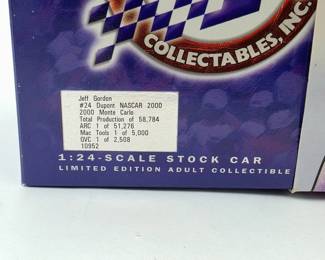 COLLECTABLES, INC.
Jeff Gordon
#24 Dupont NASCAR 2000
2000 Monte Carlo
Total Production of 58,784
ARC 1 of 51,276
Mac Tools 1 of 5,000
QVC 1 of 2,508
10952
1:24-SCALE STOCK CAR
LIMITED EDITION ADULT COLLECTIBLE